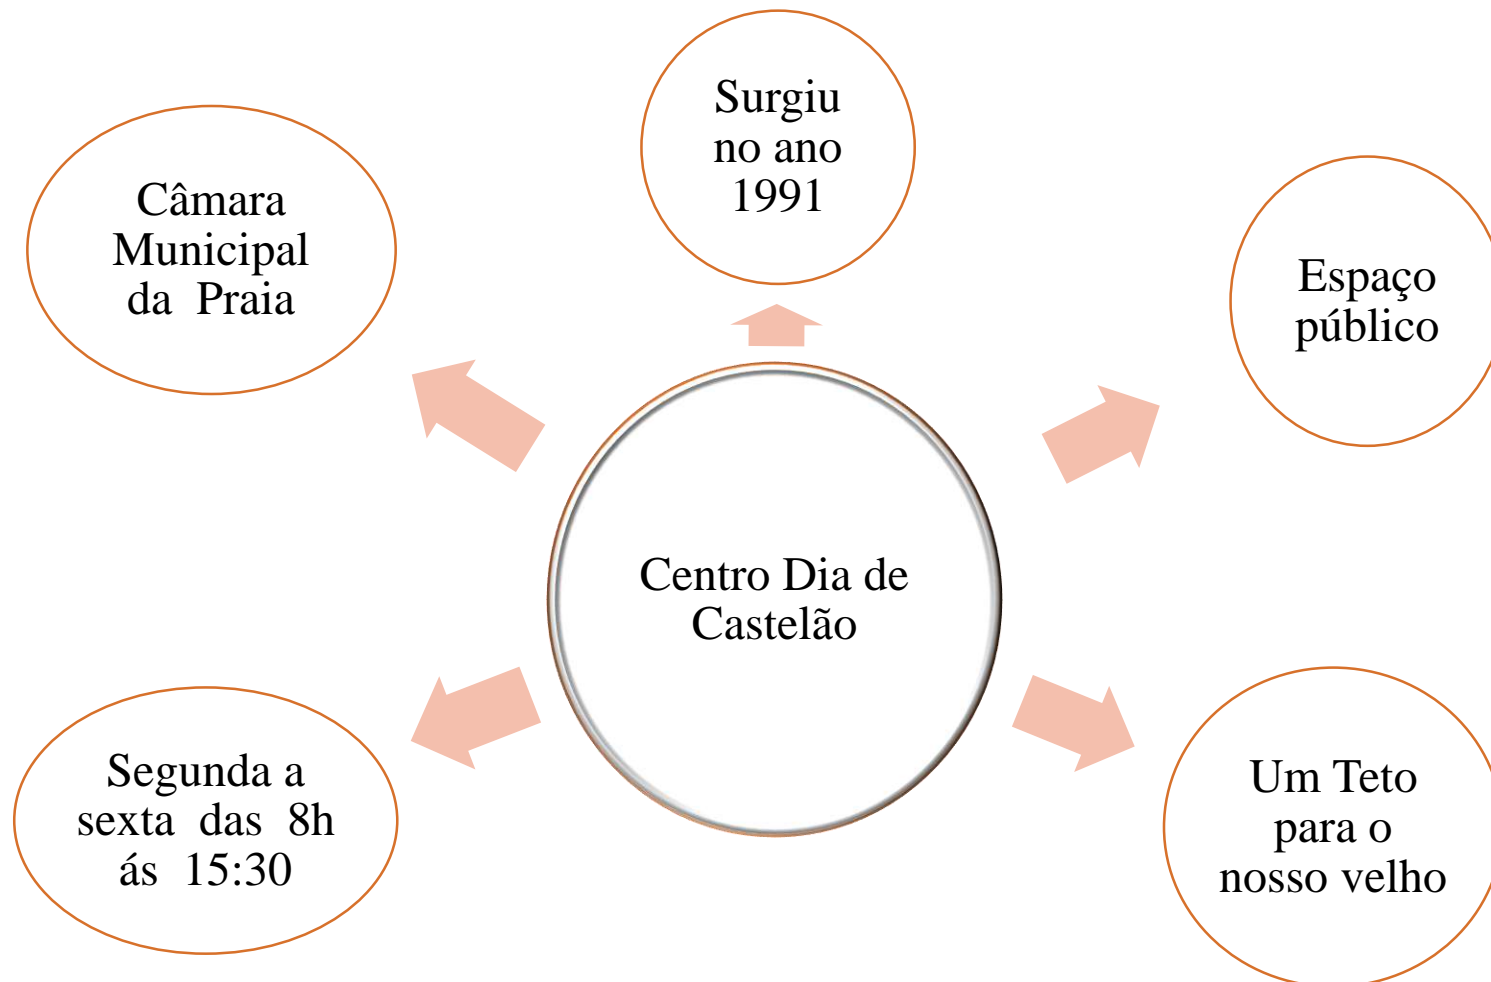 Surgiu
no ano
1991
Câmara
Municipal
da Praia
Espaço
público
Centro Dia de
Castelão
Segunda a
sexta das 8h
ás 15:30
Um Teto
para o
nosso velho